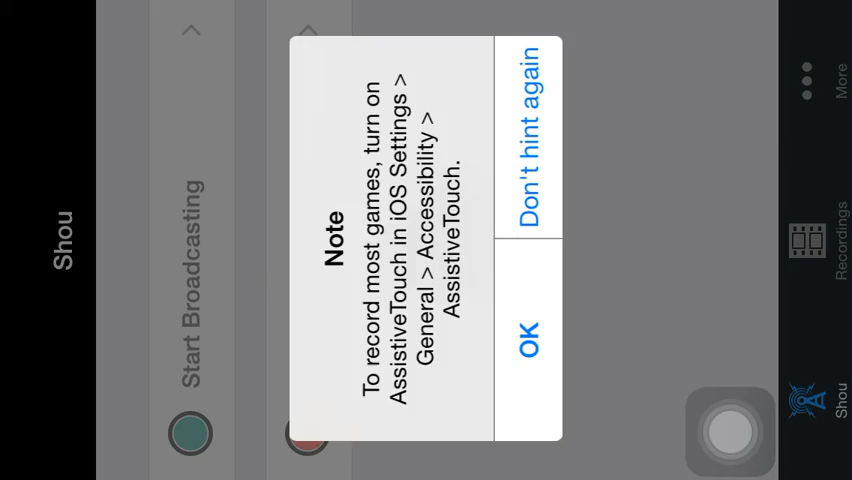 Shou
Start Broadcasting
Note
To record most games, turn on
AssistiveTouch in iOS Settings >
General > Accessibility >
AssistiveTouch.
OK
Don't hint again
Shou
Recordings
More